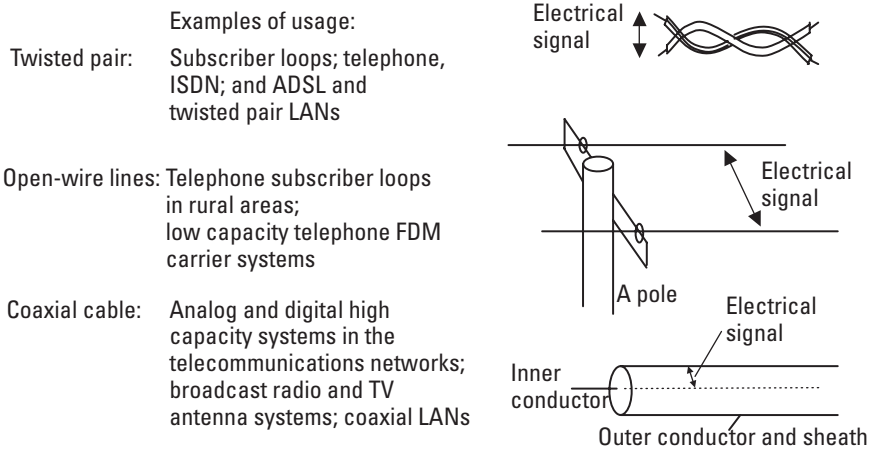 Examples of usage:
Twisted pair: Subscriber loops; telephone,
ISDN; and ADSL and
twisted pair LANs
Electrical
signal
Open-wire lines: Telephone subscriber loops
in rural areas;
low capacity telephone FDM
carrier systems
Electrical
signal
A pole
Coaxial cable: Analog and digital high
capacity systems in the
telecommunications networks;
broadcast radio and TV
antenna systems; coaxial LANs
Electrical
signal
Inner
conductor
Outer conductor and sheath